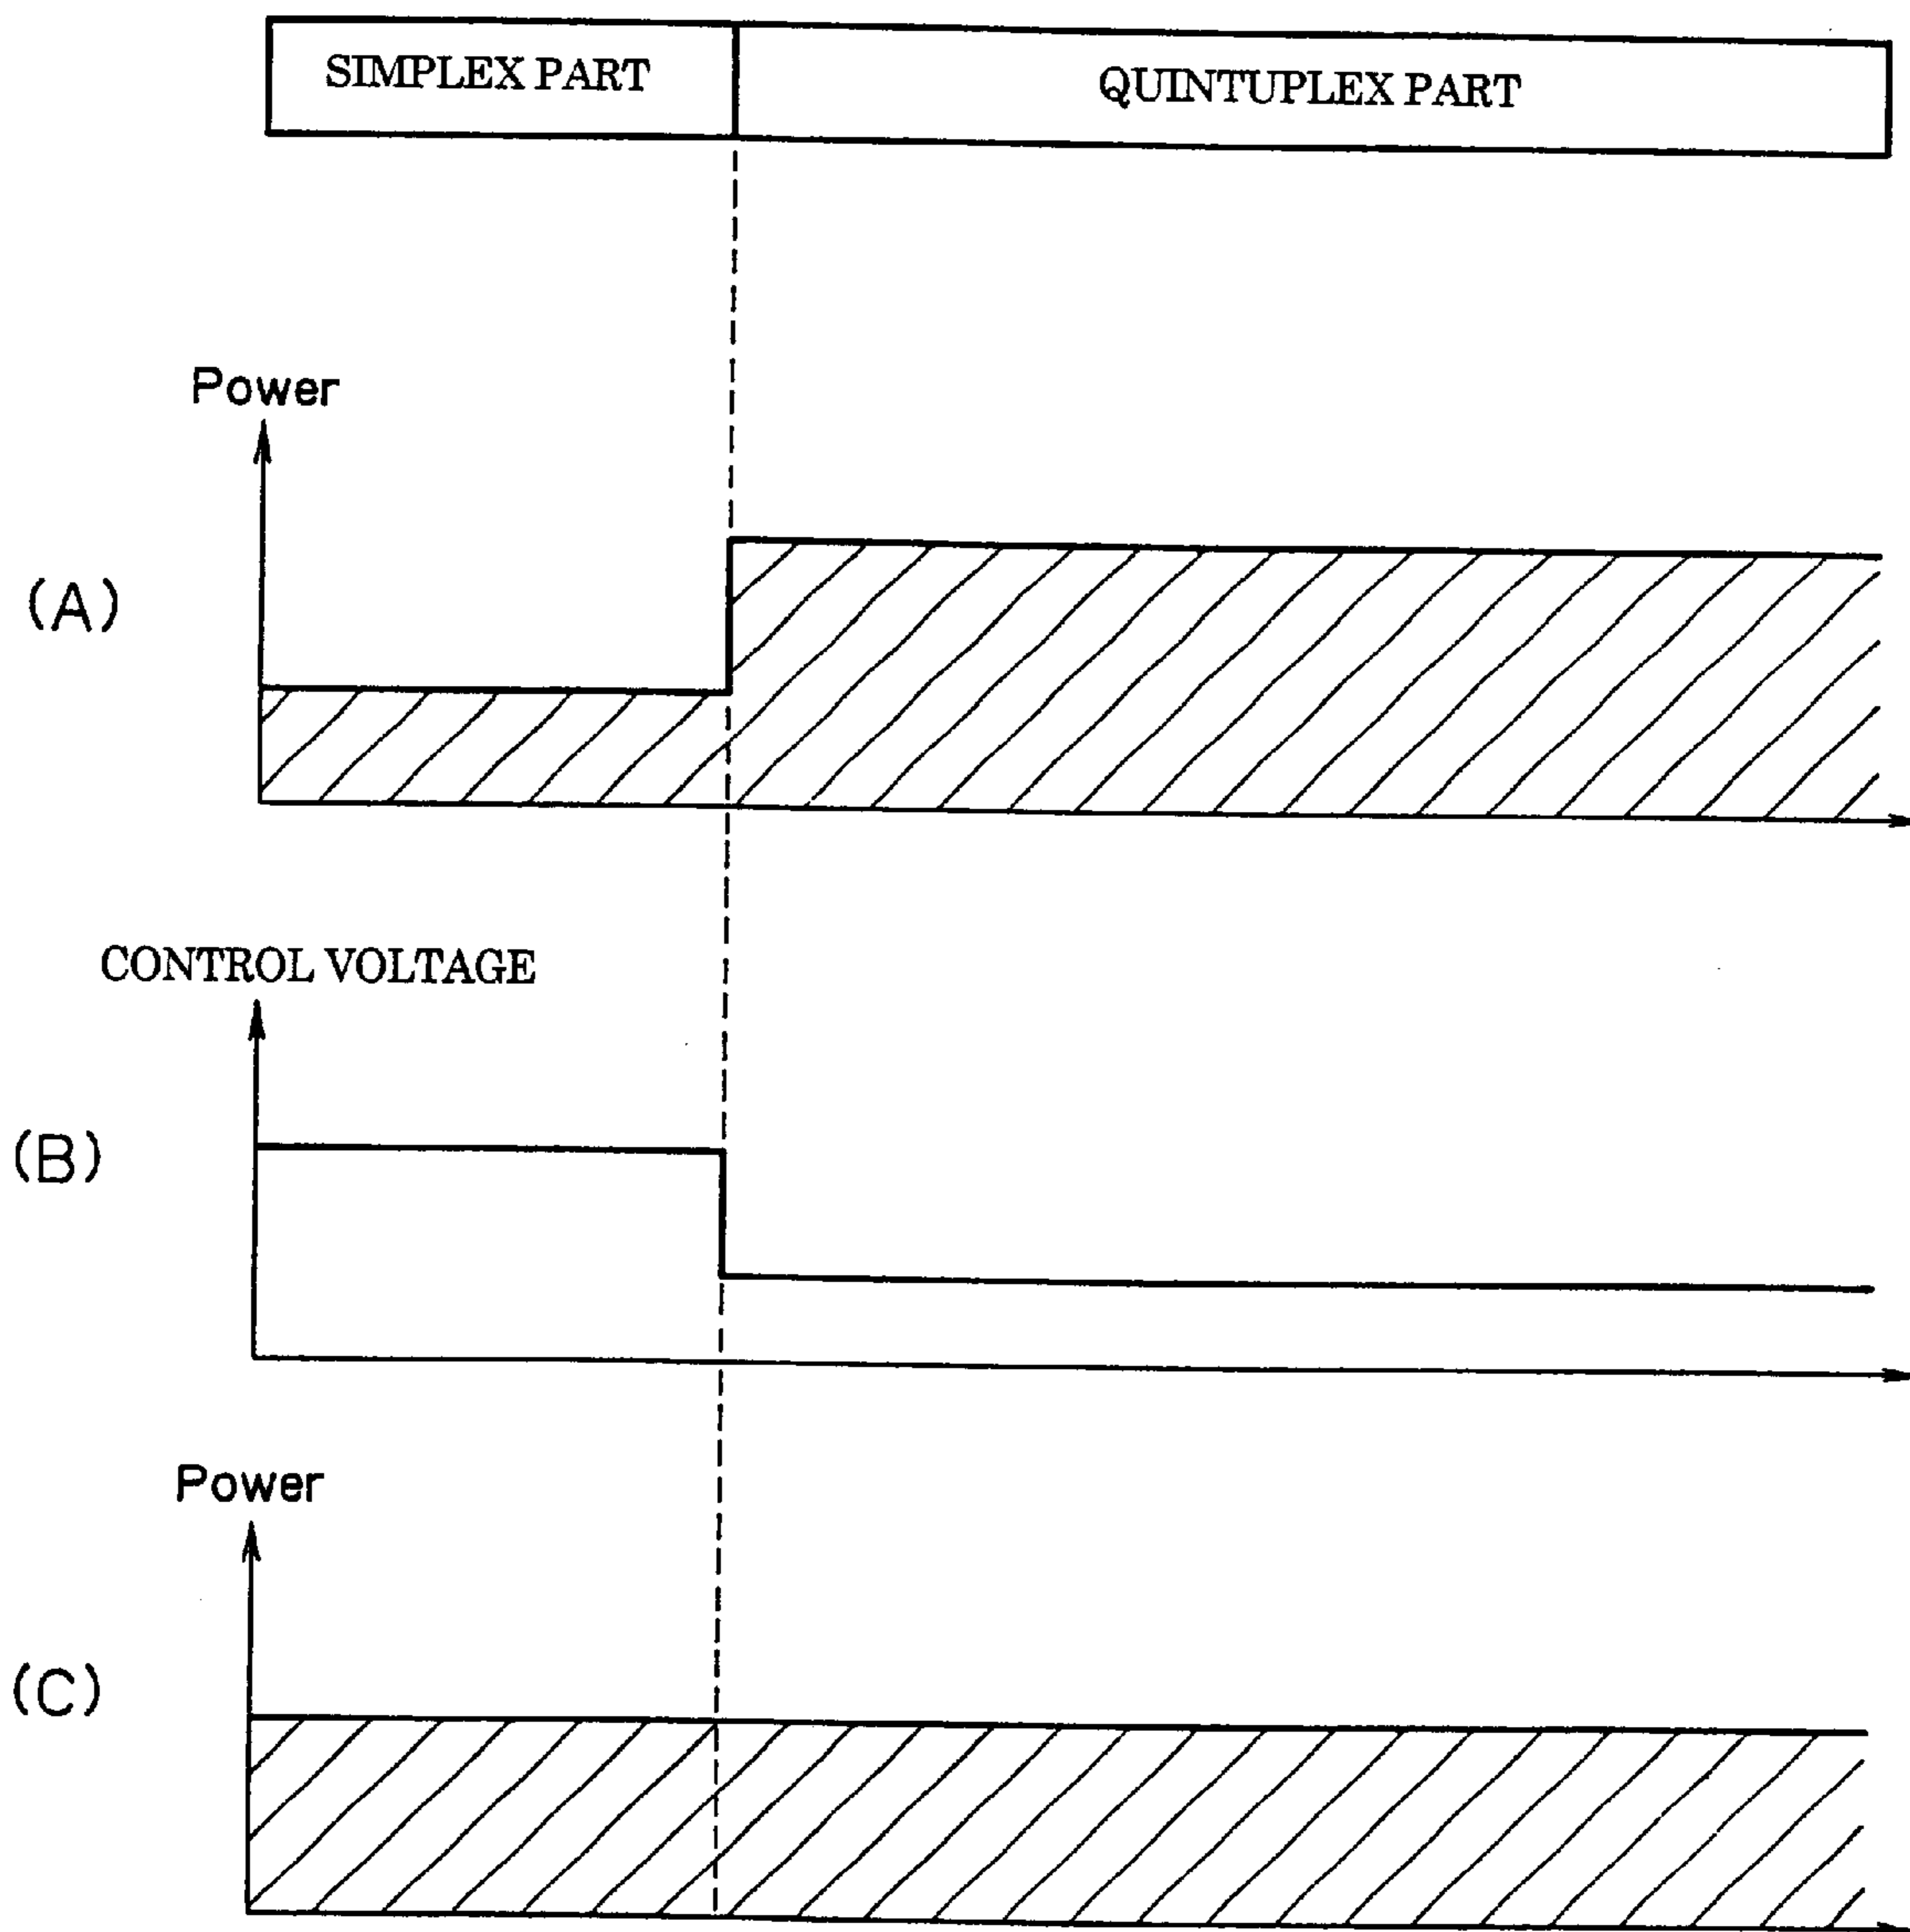 SIMPLEX PART
QUINTUPLEX PART
Power
(A)
CONTROL VOLTAGE
(B)
Power
(C)